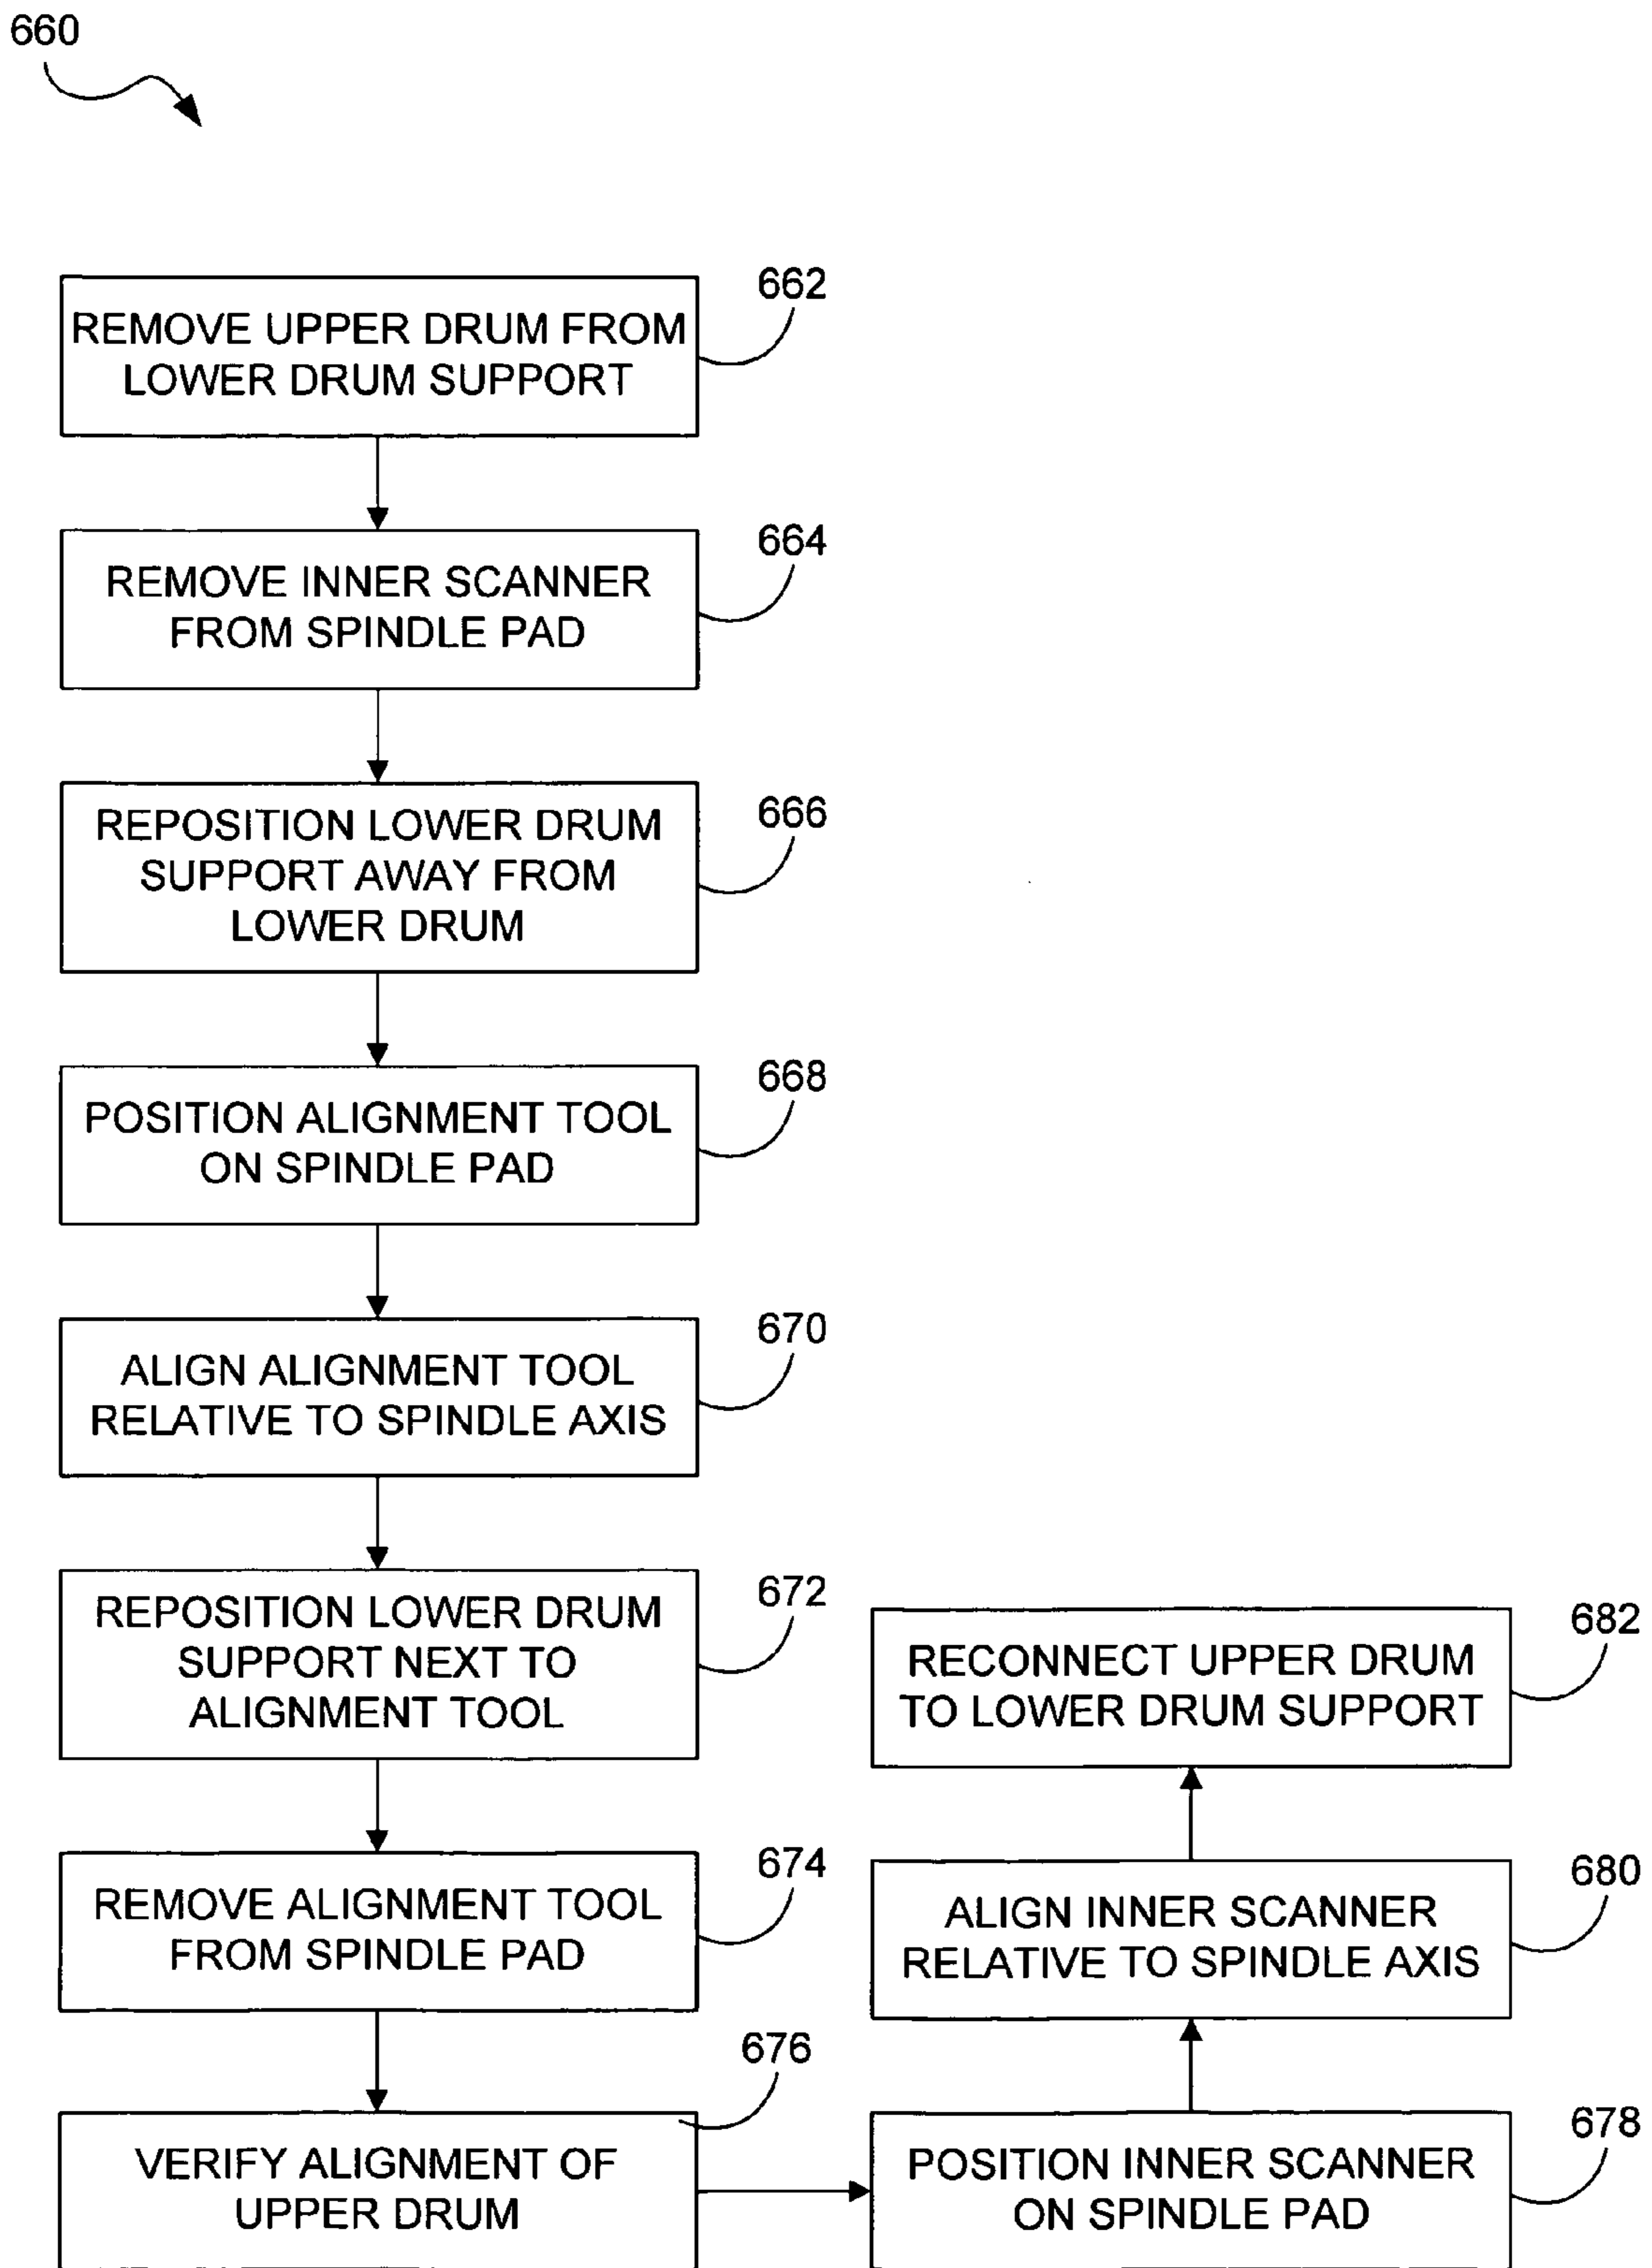 660
662
REMOVE UPPER DRUM FROM
LOWER DRUM SUPPORT
664
REMOVE INNER SCANNER
FROM SPINDLE PAD
666
REPOSITION LOWER DRUM
SUPPORT AWAY FROM
LOWER DRUM
668
POSITION ALIGNMENT TOOL
ON SPINDLE PAD
670
ALIGN ALIGNMENT TOOL
RELATIVE TO SPINDLE AXIS
672
REPOSITION LOWER DRUM
SUPPORT NEXT TO
ALIGNMENT TOOL
674
REMOVE ALIGNMENT TOOL
FROM SPINDLE PAD
676
VERIFY ALIGNMENT OF
UPPER DRUM
678
POSITION INNER SCANNER
ON SPINDLE PAD
680
ALIGN INNER SCANNER
RELATIVE TO SPINDLE AXIS
682
RECONNECT UPPER DRUM
TO LOWER DRUM SUPPORT